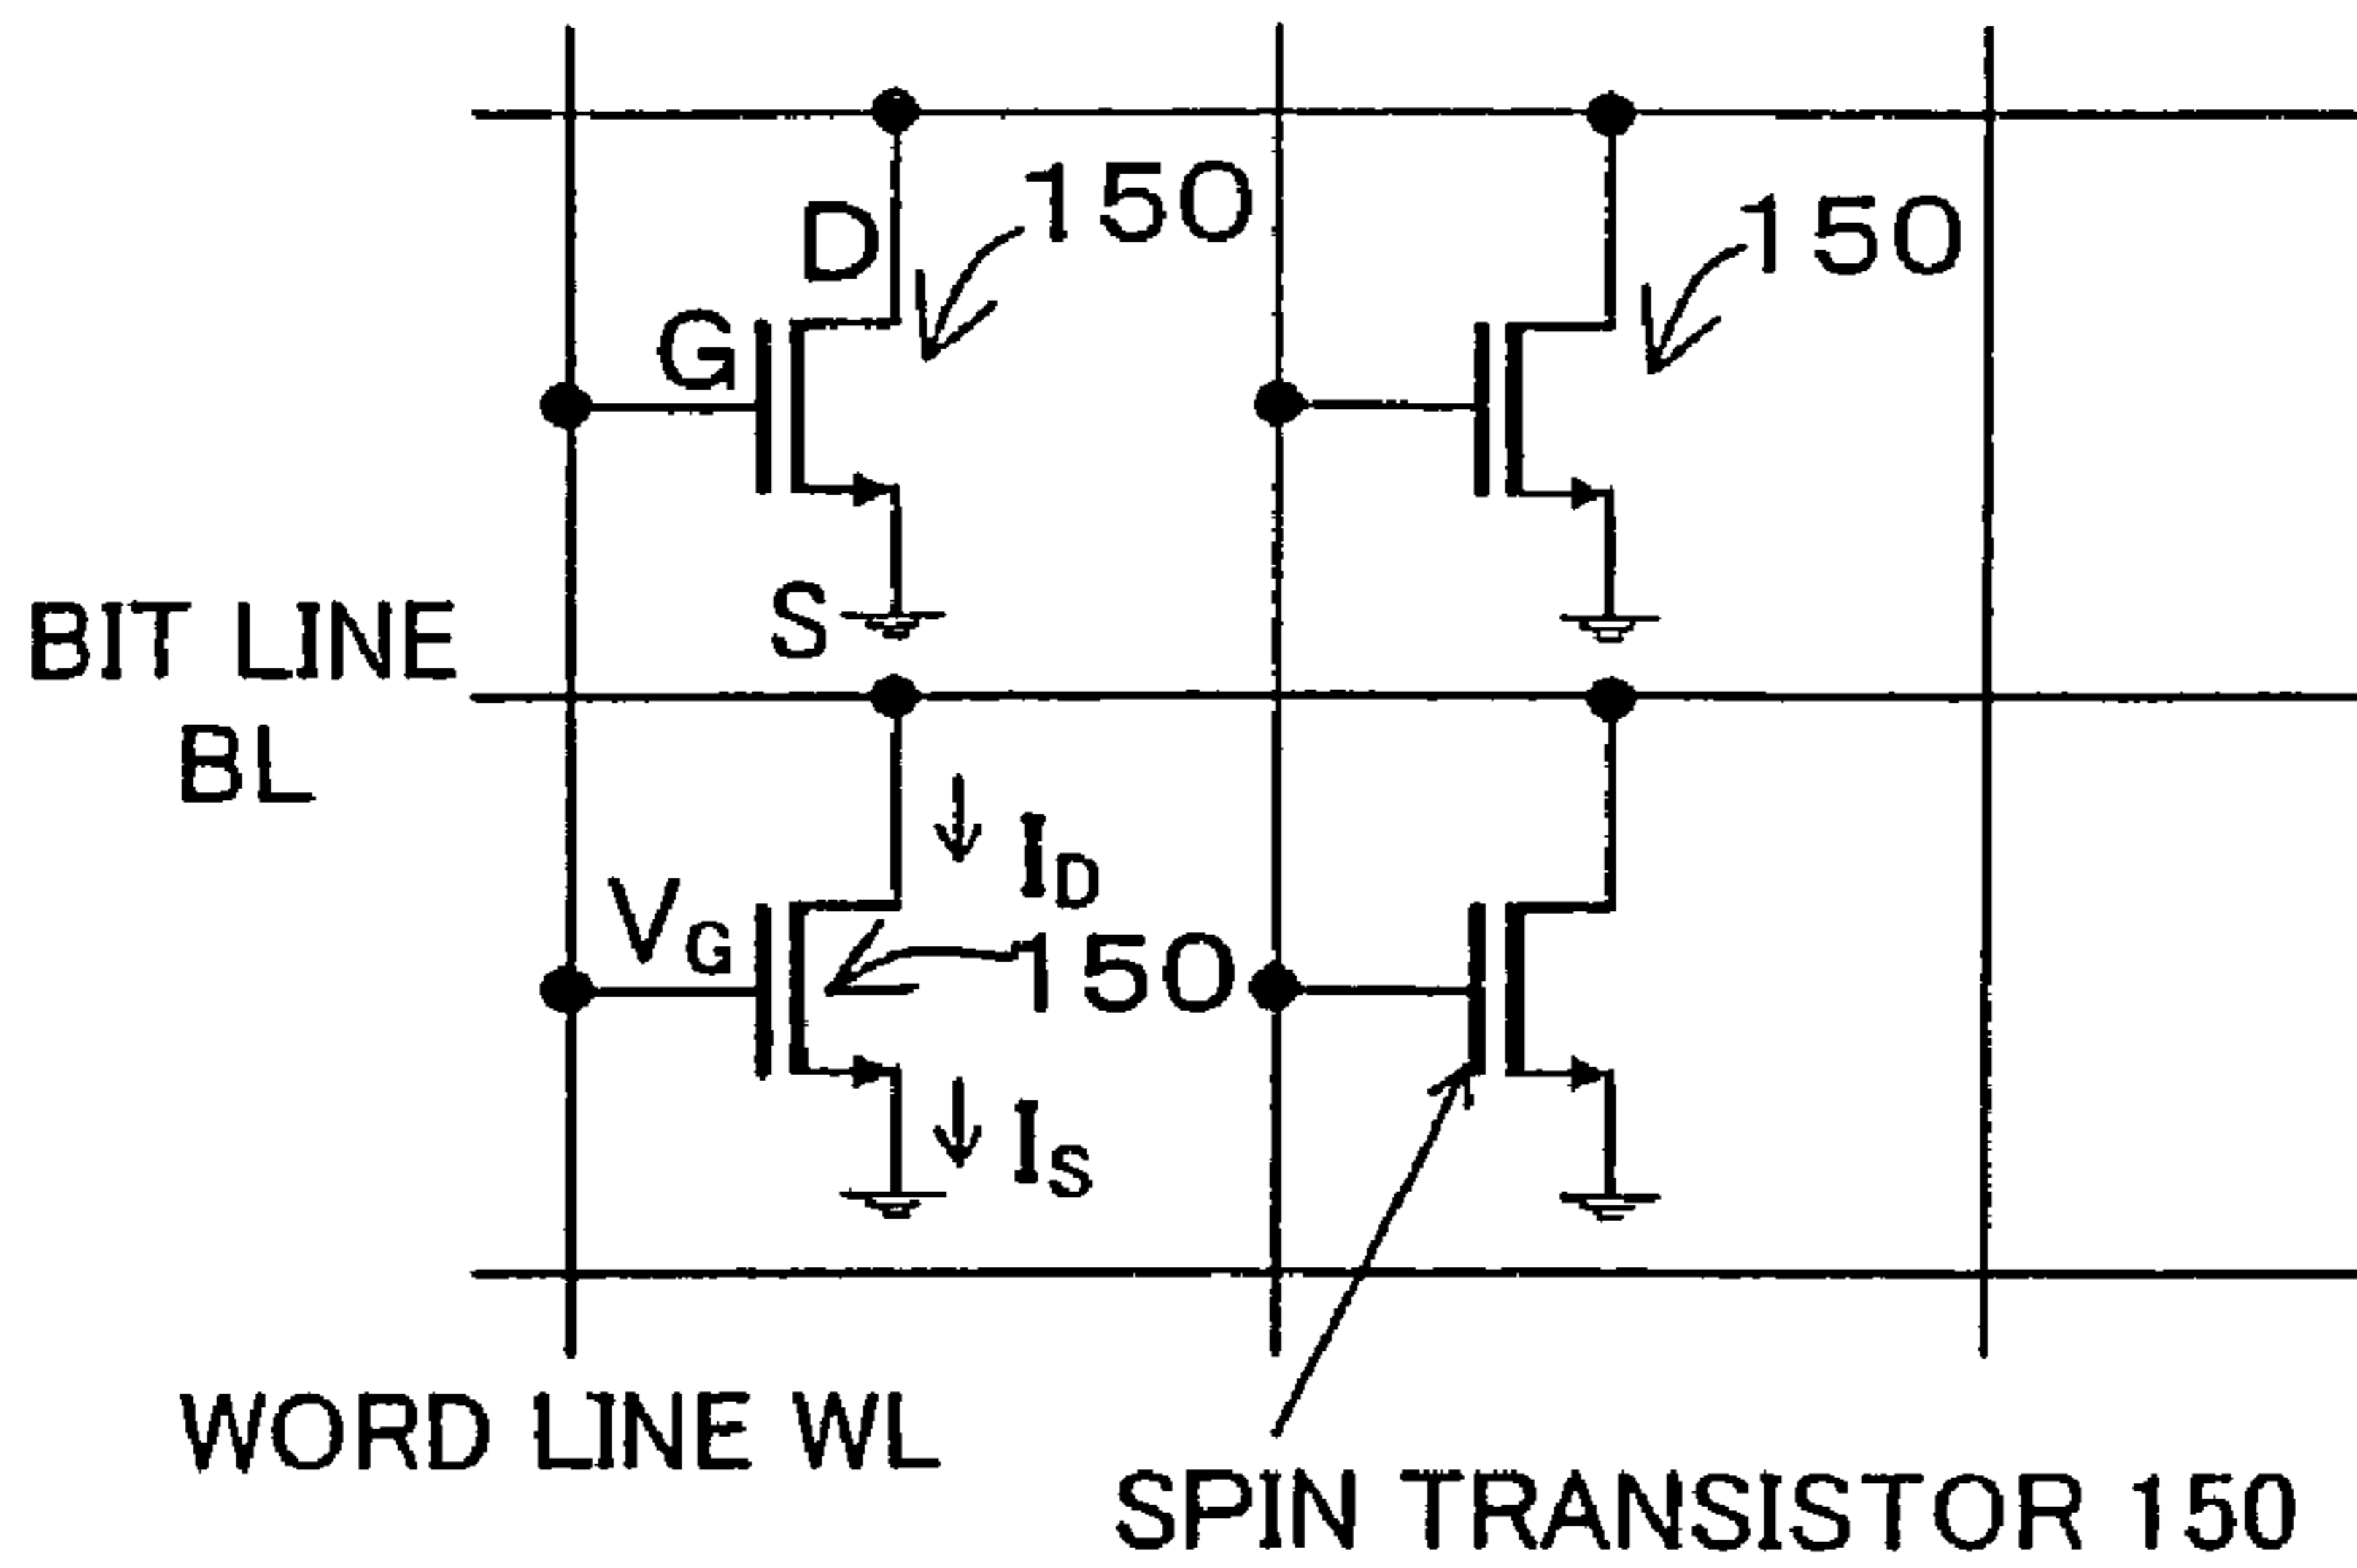 150
D
150
G
S
BIT LINE
BL
I_D
V_G
150
I_S
WORD LINE WL
SPIN TRANSISTOR 150